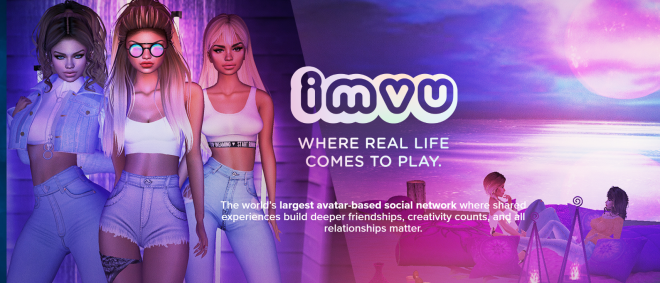 imvu
WHERE REAL LIFE
COMES TO PLAY.
The world's largest avatar-based social network where shared
experiences build deeper friendships, creativity counts, and all
relationships matter.